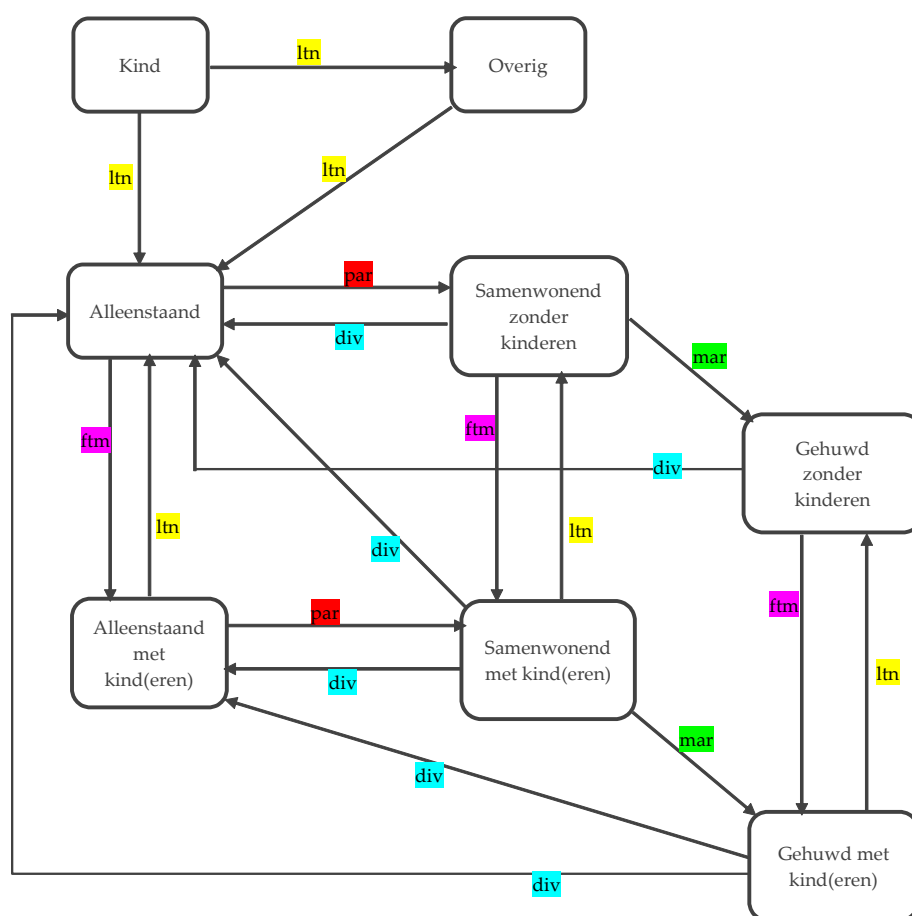 Kind
ltn
Overig
ltn
ltn
Alleenstaand
par
div
Samenwonend
zonder
kinderen
mar
ftm
ftm
Gehuwd
zonder
kinderen
div
ltn
ltn
div
ftm
Alleenstaand
met
kind(eren)
par
div
Samenwonend
met kind(eren)
ltn
mar
div
Gehuwd met
kind(eren)
div